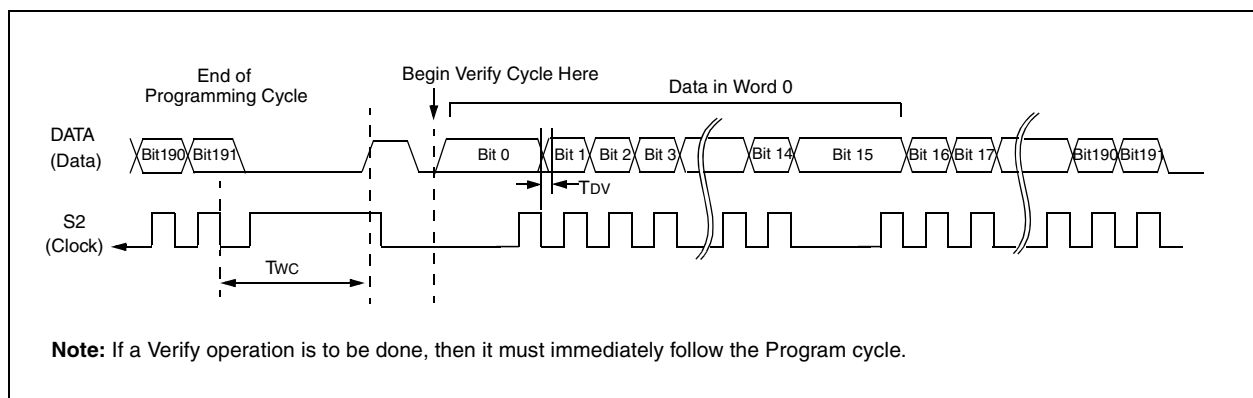 End of
Programming Cycle
Begin Verify Cycle Here
Data in Word 0
DATA
(Data)
Bit190 Bit191 Bit 0 Bit 1 Bit 2 Bit 3 Bit 14 Bit 15 Bit 16 Bit 17 Bit190 Bit191
TDV
S2
(Clock)
TWC
Note: If a Verify operation is to be done, then it must immediately follow the Program cycle.